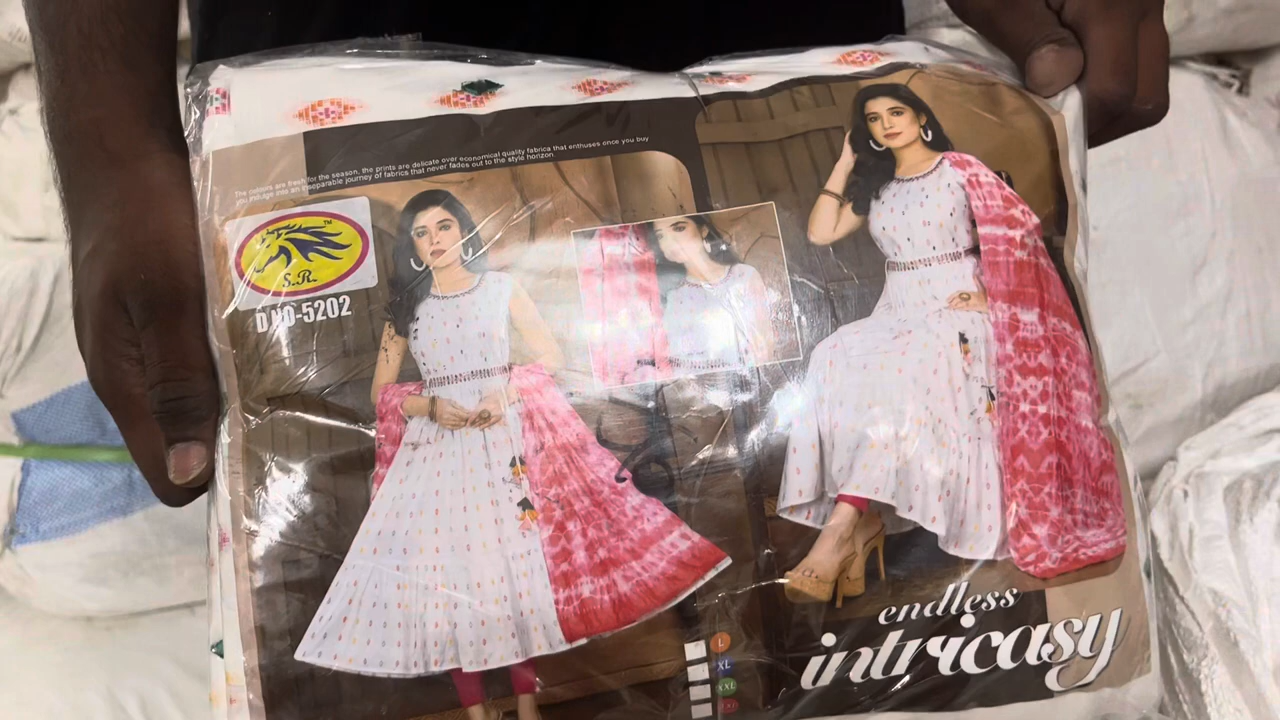 The colours are fresh for the season, the prints are delicate over economical quality fabrica that enthuses once you buy
you indulge into an inseparable journey of fabrics that never fades out to the style horizon
TM
S.R.
DNO-5202
L
XL
XXL
endless
intricasy